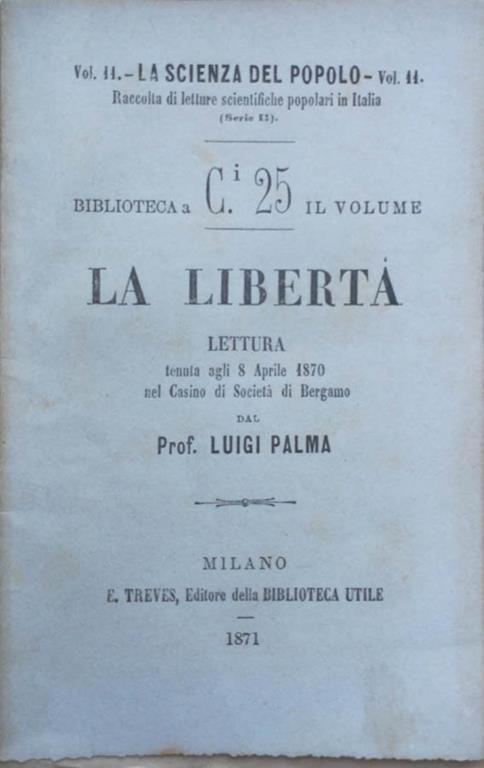 Vol. 11.- LA SCIENZA DEL POPOLO - Vol. 11.
Raccolta di letture scientifiche popolari in Italia
(Serie II).
BIBLIOTECA a C.i 25 IL VOLUME
LA LIBERTÀ
LETTURA
tenuta agli 8 Aprile 1870
nel Casino di Società di Bergamo
DAL
Prof. LUIGI PALMA
MILANO
E. TREVES, Editore della BIBLIOTECA UTILE
1871